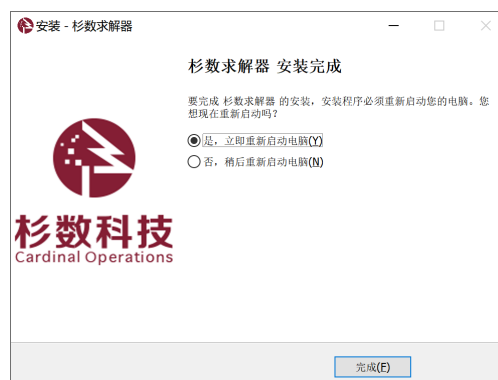 安装 - 杉数求解器
杉数求解器 安装完成
要完成 杉数求解器 的安装，安装程序必须重新启动您的电脑。您
想现在重新启动吗？
是，立即重新启动电脑(Y)
否，稍后重新启动电脑(N)
杉数科技
Cardinal Operations
完成(F)